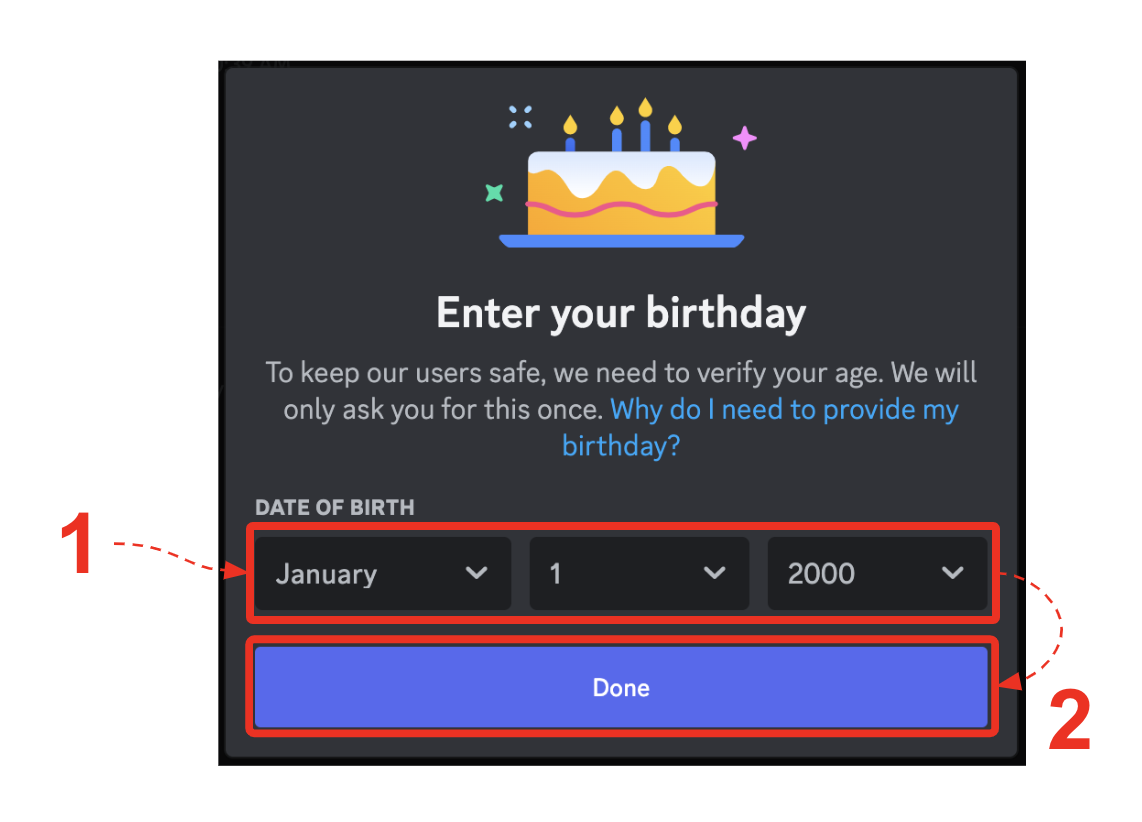 Enter your birthday
To keep our users safe, we need to verify your age. We will
only ask you for this once. Why do I need to provide my
birthday?
DATE OF BIRTH
1
January
1
2000
Done
2